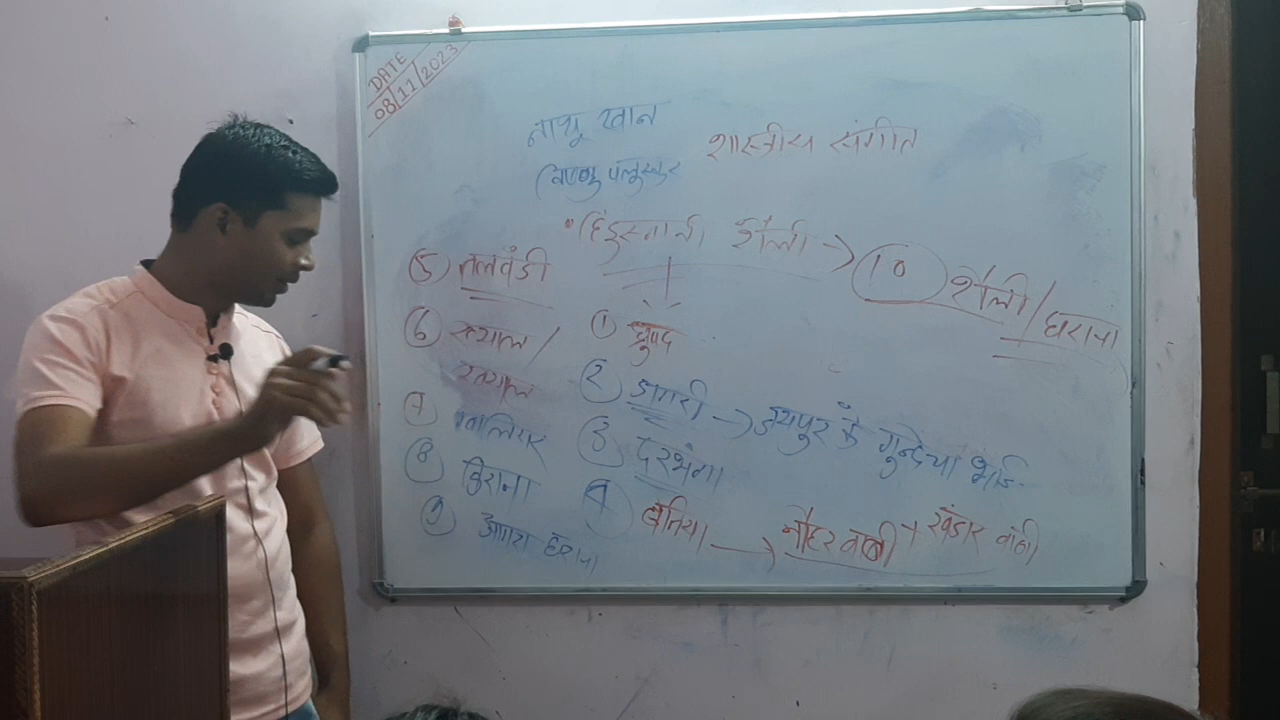 DATE
08/11/2023
नाथू खान
विष्णु पलुस्कर
शास्त्रीय संगीत
हिंदुस्तानी शैली → 10 शैली/घराना
① ध्रुपद
② डागरी → जयपुर के गुन्देचा भाई
③ दरभंगा
④ बेतिया → नौहर वाणी + खंडार वाणी
⑤ तलवंडी
⑥ ख्याल /
ख्याल
⑦ ग्वालियर
⑧ किराना
⑨ आगरा घराना